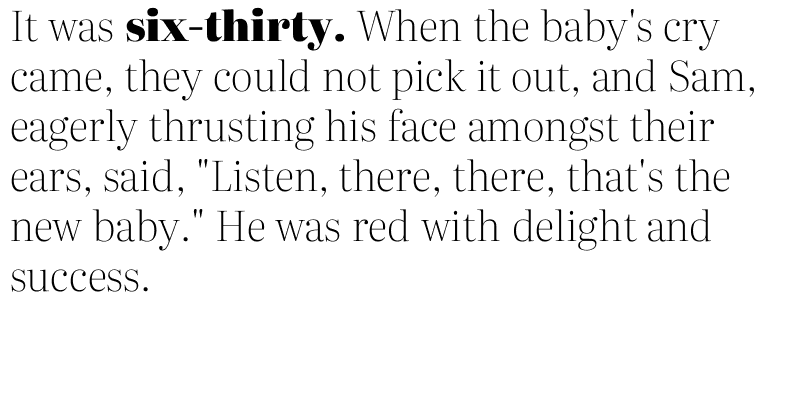 It was six-thirty. When the baby's cry
came, they could not pick it out, and Sam,
eagerly thrusting his face amongst their
ears, said, "Listen, there, there, that's the
new baby." He was red with delight and
success.